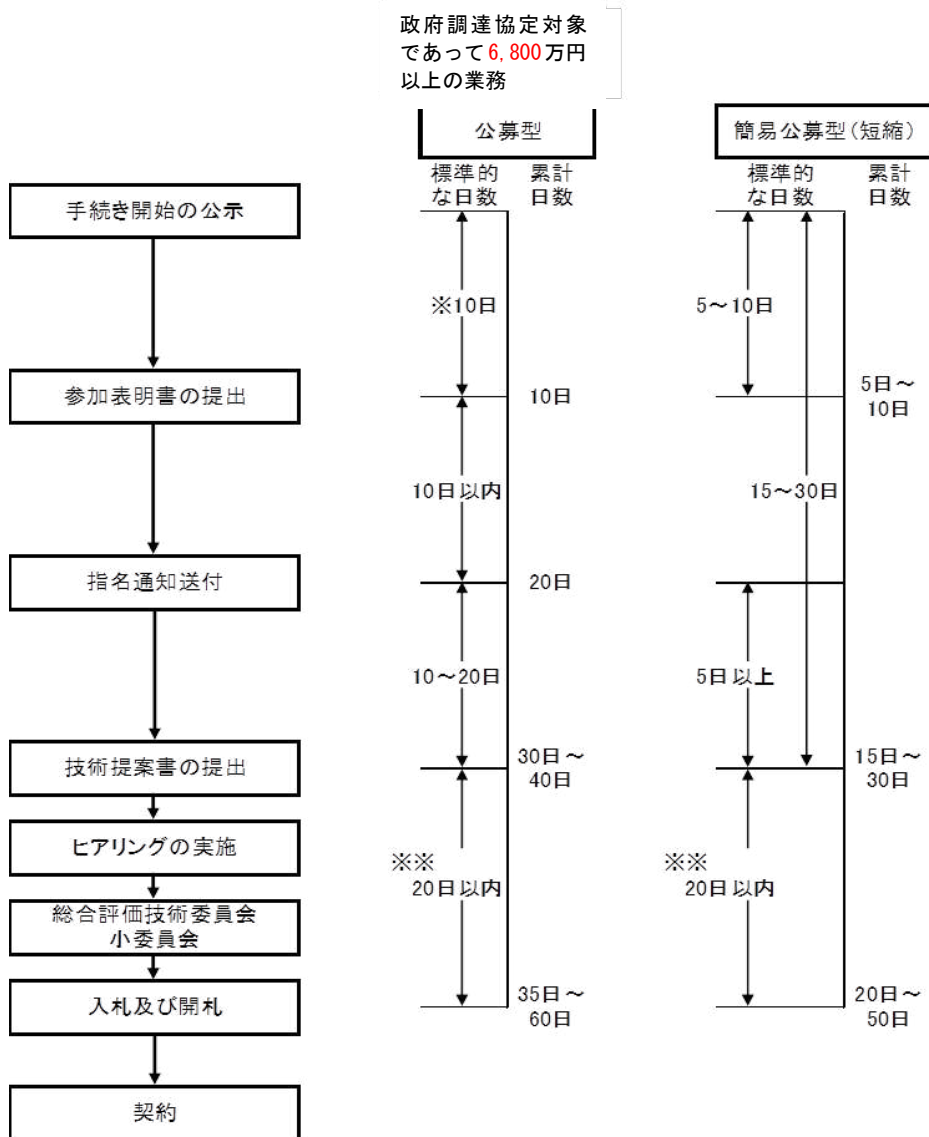 政府調達協定対象
であって6,800万円
以上の業務
公募型
簡易公募型(短縮)
標準的
な日数
累計
日数
標準的
な日数
累計
日数
手続き開始の公示
※10日
5～10日
参加表明書の提出
10日
5日～
10日
10日以内
15～30日
指名通知送付
20日
10～20日
5日以上
技術提案書の提出
30日～
40日
15日～
30日
ヒアリングの実施
※※
20日以内
※※
20日以内
総合評価技術委員会
小委員会
入札及び開札
35日～
60日
20日～
50日
契約